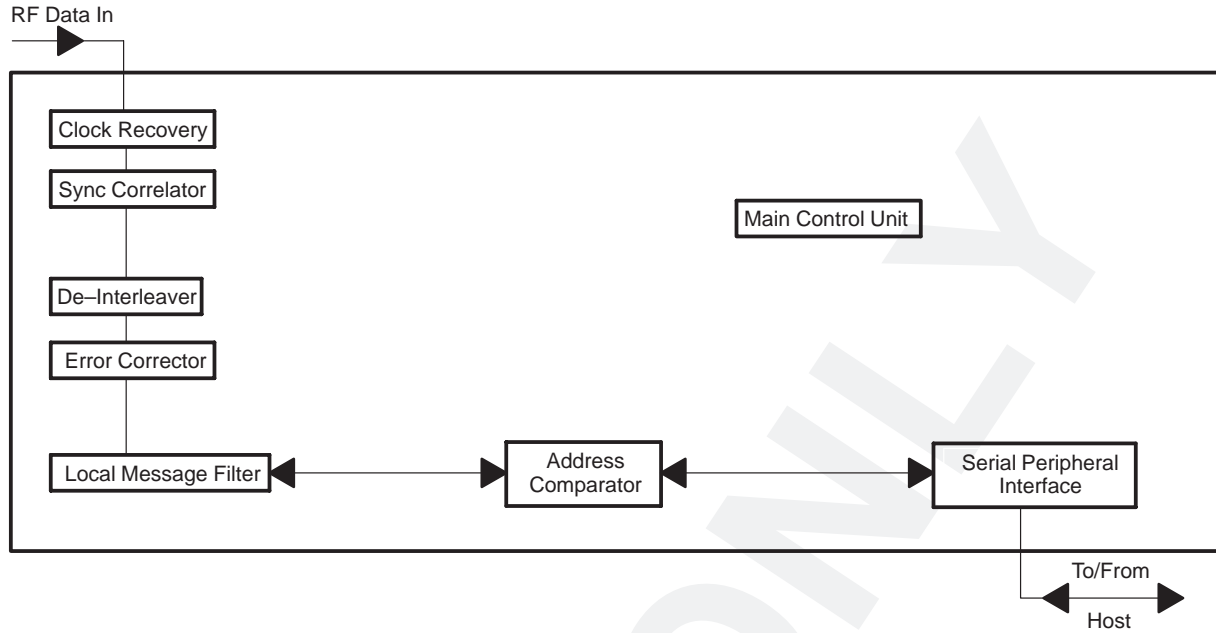 RF Data In
Clock Recovery
Sync Correlator
Main Control Unit
De–Interleaver
Error Corrector
Local Message Filter
Address
Comparator
Serial Peripheral
Interface
To/From
Host
ONLY